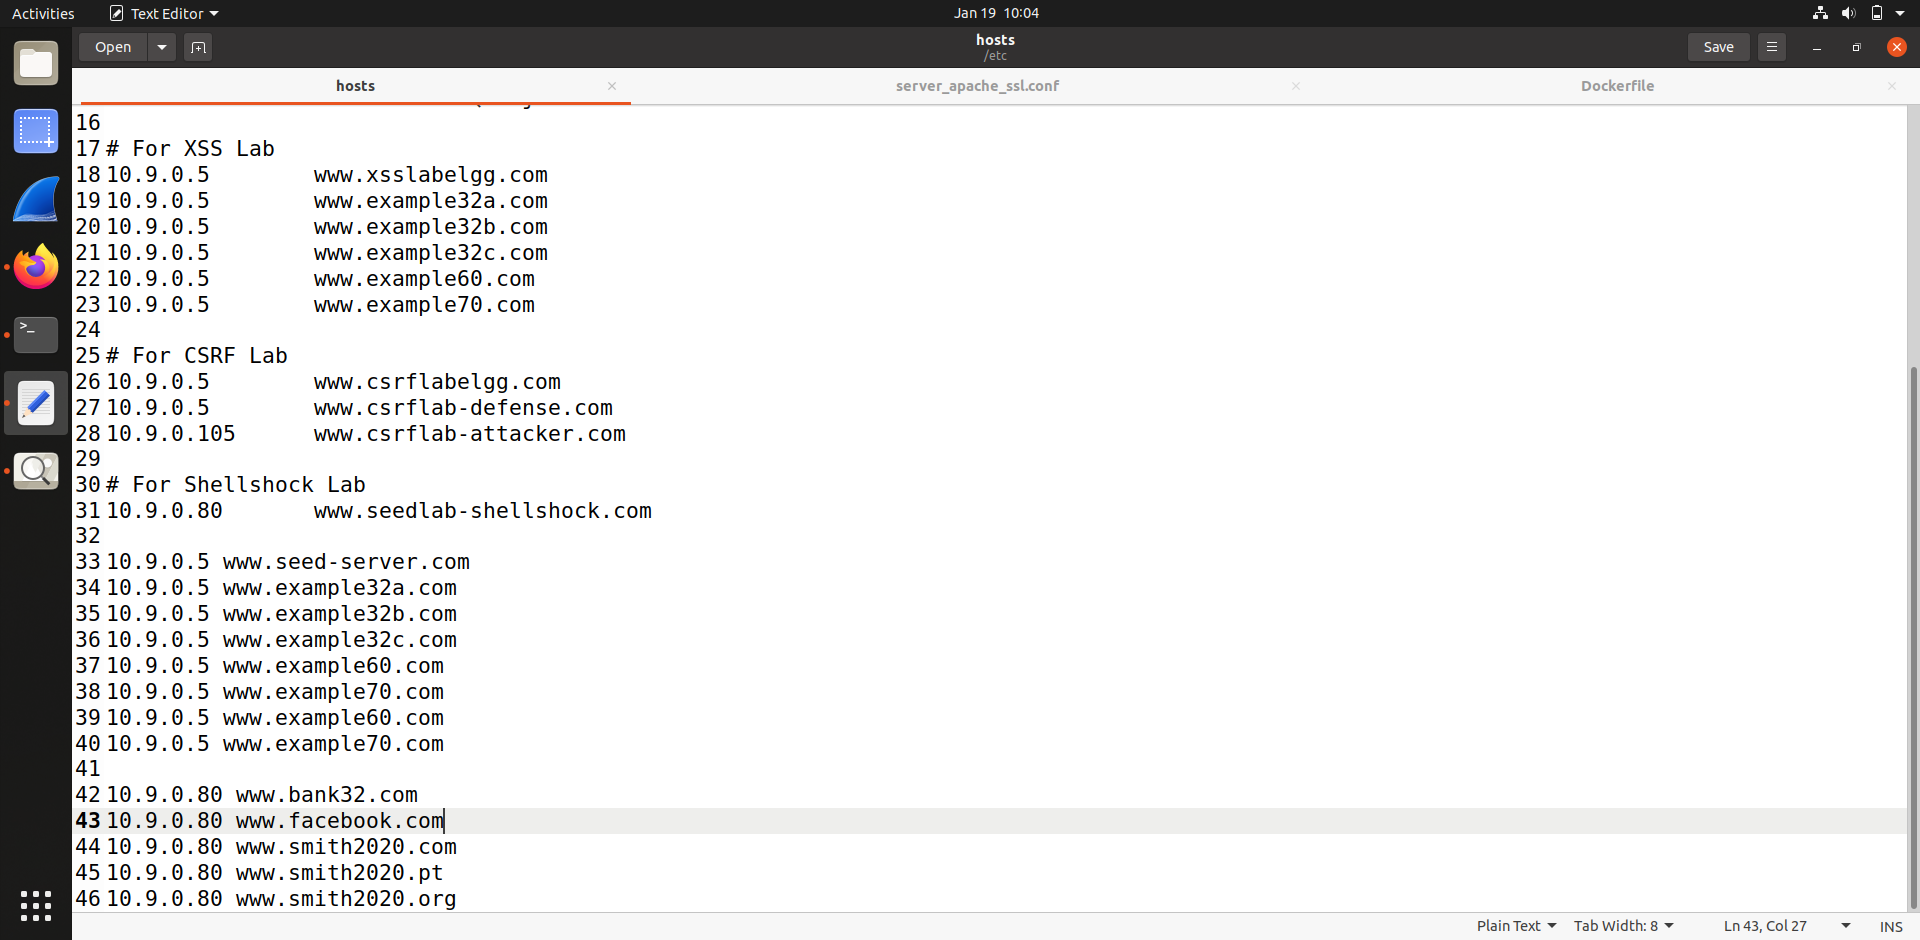 Activities Text Editor Jan 19 10:04
Open hosts Save
/etc
hosts server_apache_ssl.conf Dockerfile
16
17 # For XSS Lab
18 10.9.0.5 www.xsslabelgg.com
19 10.9.0.5 www.example32a.com
20 10.9.0.5 www.example32b.com
21 10.9.0.5 www.example32c.com
22 10.9.0.5 www.example60.com
23 10.9.0.5 www.example70.com
24
25 # For CSRF Lab
26 10.9.0.5 www.csrflabelgg.com
27 10.9.0.5 www.csrflab-defense.com
28 10.9.0.105 www.csrflab-attacker.com
29
30 # For Shellshock Lab
31 10.9.0.80 www.seedlab-shellshock.com
32
33 10.9.0.5 www.seed-server.com
34 10.9.0.5 www.example32a.com
35 10.9.0.5 www.example32b.com
36 10.9.0.5 www.example32c.com
37 10.9.0.5 www.example60.com
38 10.9.0.5 www.example70.com
39 10.9.0.5 www.example60.com
40 10.9.0.5 www.example70.com
41
42 10.9.0.80 www.bank32.com
43 10.9.0.80 www.facebook.com
44 10.9.0.80 www.smith2020.com
45 10.9.0.80 www.smith2020.pt
46 10.9.0.80 www.smith2020.org
Plain Text Tab Width: 8 Ln 43, Col 27 INS